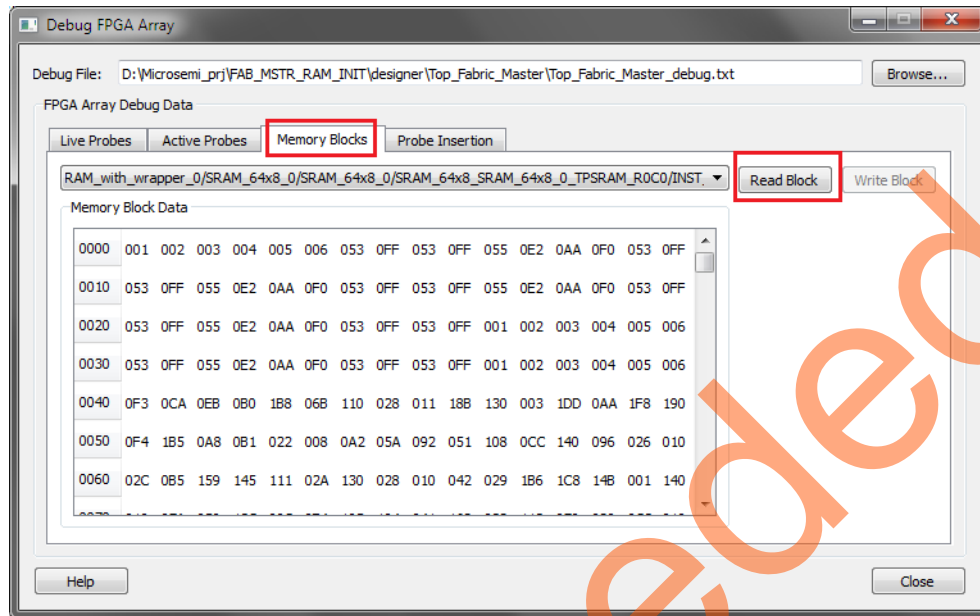 Debug FPGA Array
Debug File: D:\Microsemi_prj\FAB_MSTR_RAM_INIT\designer\Top_Fabric_Master\Top_Fabric_Master_debug.txt Browse...
FPGA Array Debug Data
Live Probes Active Probes Memory Blocks Probe Insertion
RAM_with_wrapper_0/SRAM_64x8_0/SRAM_64x8_0/SRAM_64x8_SRAM_64x8_0_TPSRAM_R0C0/INST_ Read Block Write Block
Memory Block Data
0000 001 002 003 004 005 006 053 0FF 053 0FF 055 0E2 0AA 0F0 053 0FF
0010 053 0FF 055 0E2 0AA 0F0 053 0FF 053 0FF 055 0E2 0AA 0F0 053 0FF
0020 053 0FF 055 0E2 0AA 0F0 053 0FF 053 0FF 001 002 003 004 005 006
0030 053 0FF 055 0E2 0AA 0F0 053 0FF 053 0FF 001 002 003 004 005 006
0040 0F3 0CA 0EB 0B0 1B8 06B 110 028 011 18B 130 003 1DD 0AA 1F8 190
0050 0F4 1B5 0A8 0B1 022 008 0A2 05A 092 051 108 0CC 140 096 026 010
0060 02C 0B5 159 145 111 02A 130 028 010 042 029 1B6 1C8 14B 001 140
Help Close
ded